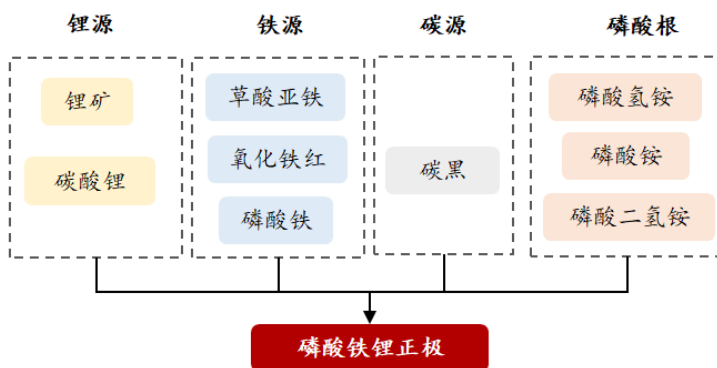 锂源
铁源
碳源
磷酸根
锂矿
碳酸锂
草酸亚铁
氧化铁红
磷酸铁
碳黑
磷酸氢铵
磷酸铵
磷酸二氢铵
磷酸铁锂正极